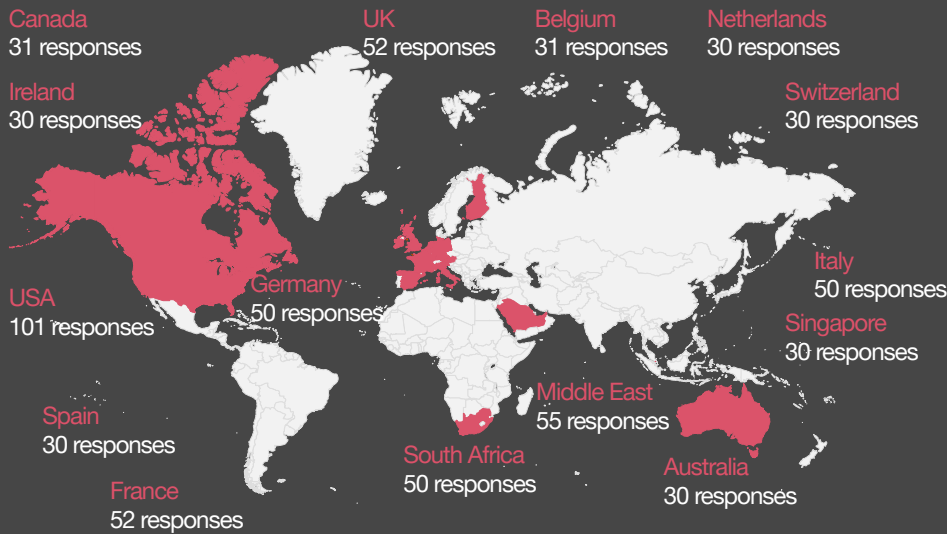 Canada
31 responses
UK
52 responses
Belgium
31 responses
Netherlands
30 responses
Ireland
30 responses
Switzerland
30 responses
Italy
50 responses
Germany
50 responses
USA
101 responses
Singapore
30 responses
Middle East
55 responses
Spain
30 responses
South Africa
50 responses
Australia
30 responses
France
52 responses